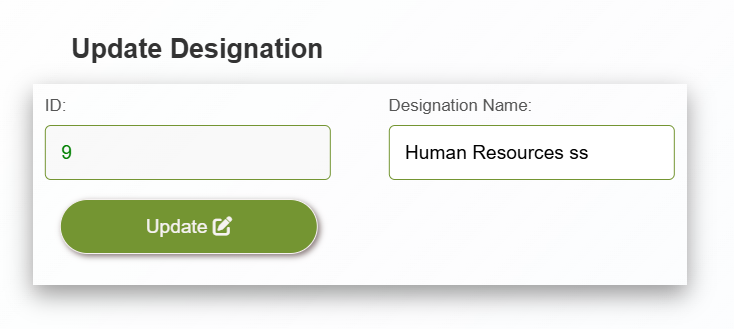 Update Designation
ID:
Designation Name:
9
Human Resources ss
Update